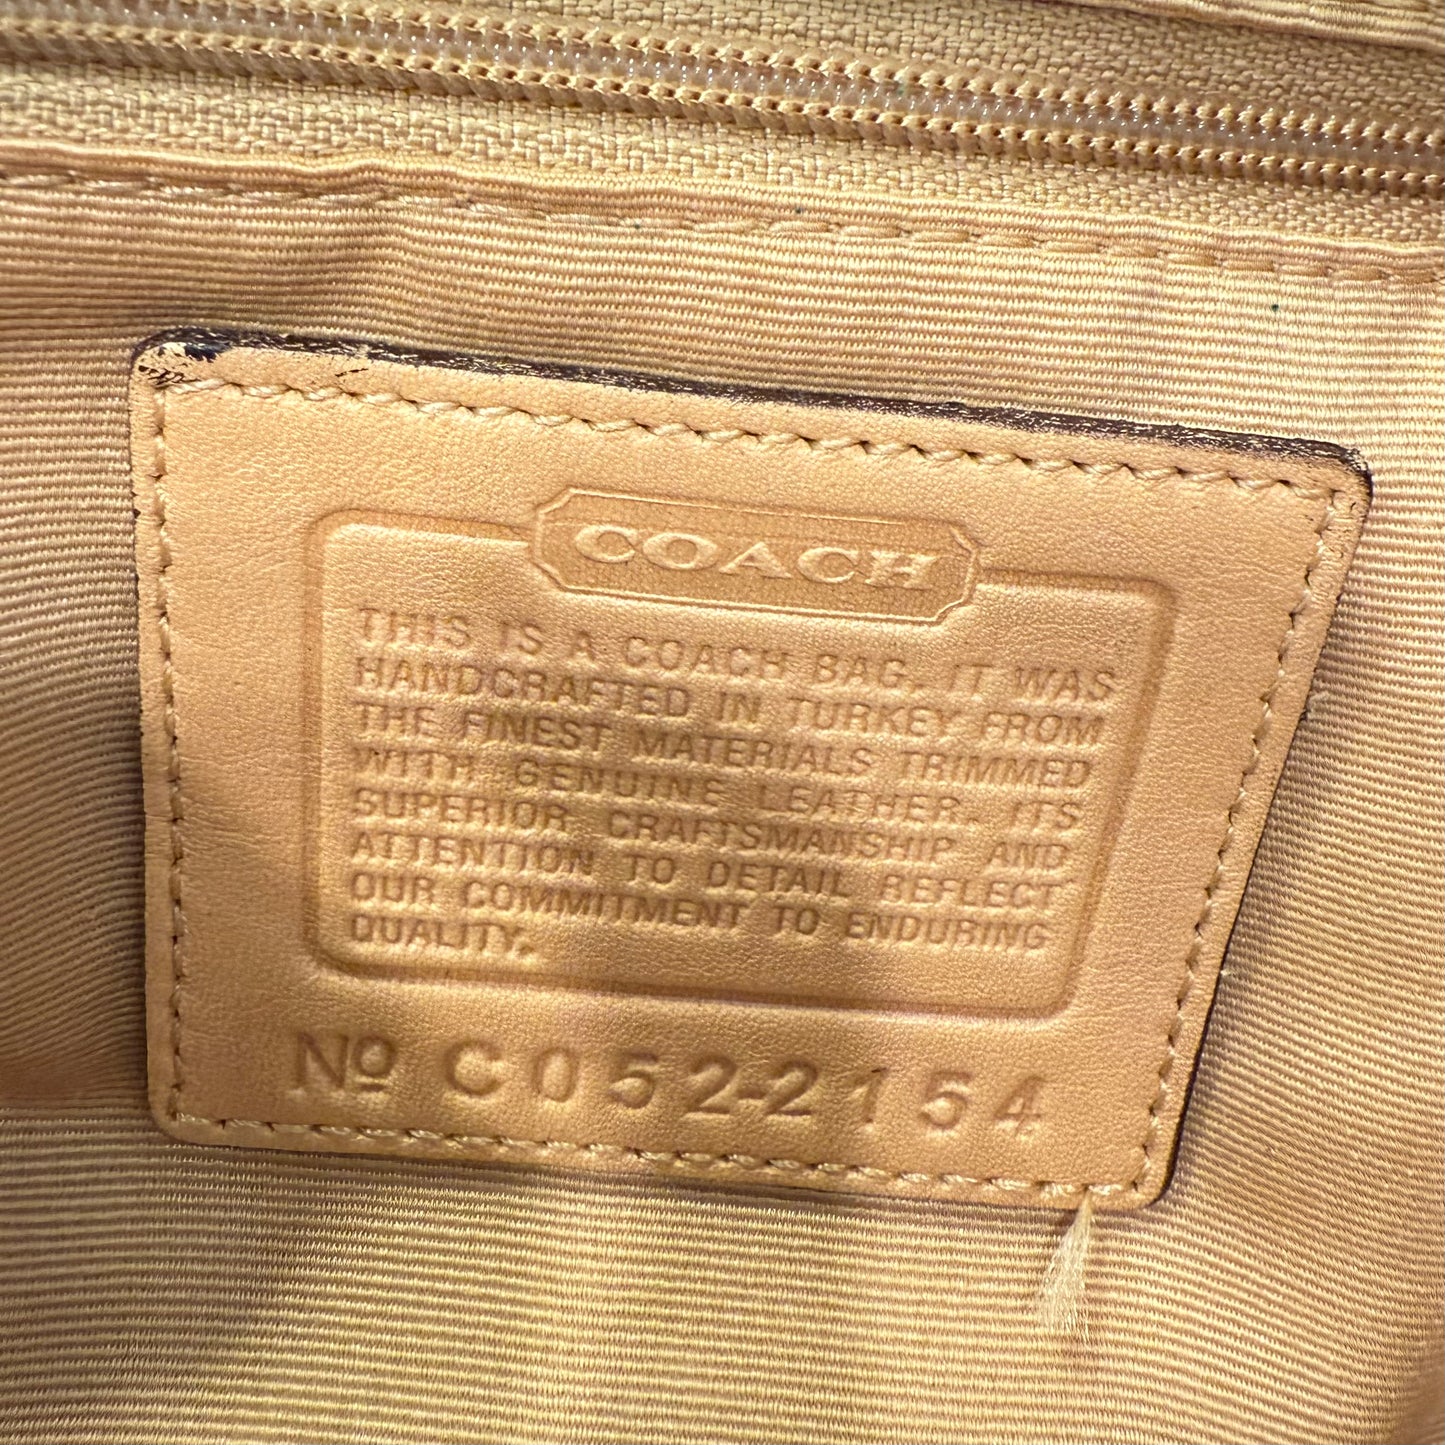 COACH
THIS IS A COACH BAG. IT WAS
HANDCRAFTED IN TURKEY FROM
THE FINEST MATERIALS TRIMMED
WITH GENUINE LEATHER. ITS
SUPERIOR CRAFTSMANSHIP AND
ATTENTION TO DETAIL REFLECT
OUR COMMITMENT TO ENDURING
QUALITY.
Nº C052-2154